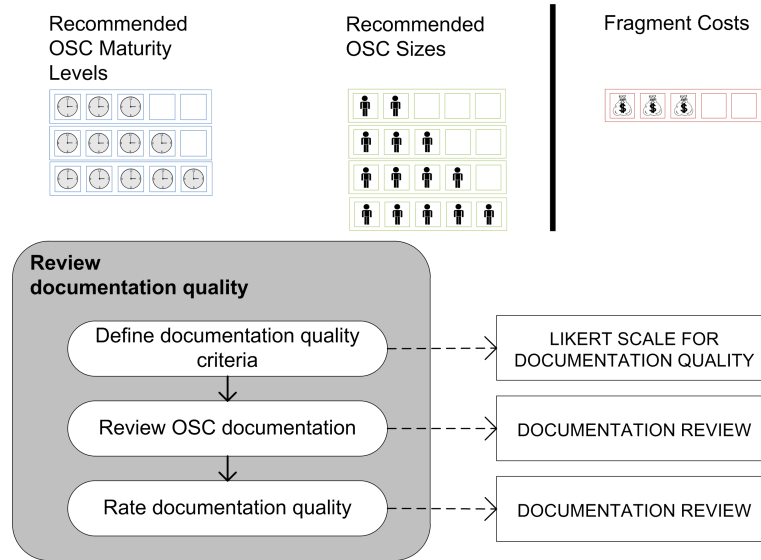 Recommended
OSC Maturity
Levels
Recommended
OSC Sizes
Fragment Costs
$ $ $
Review
documentation quality
Define documentation quality
criteria
LIKERT SCALE FOR
DOCUMENTATION QUALITY
Review OSC documentation
DOCUMENTATION REVIEW
Rate documentation quality
DOCUMENTATION REVIEW